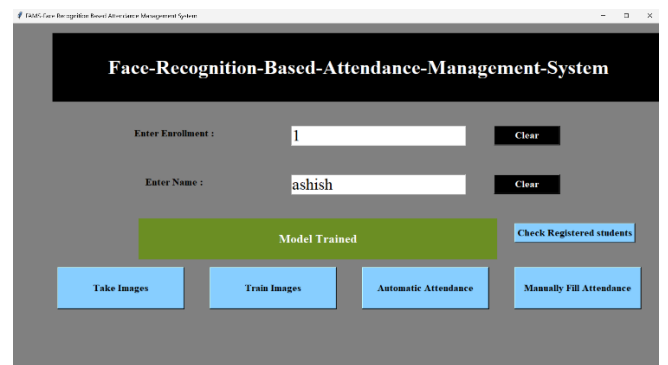 FAMS-Face Recognition Based Attendance Management System
Face-Recognition-Based-Attendance-Management-System
Enter Enrollment : 1 Clear
Enter Name : ashish Clear
Model Trained Check Registered students
Take Images Train Images Automatic Attendance Manually Fill Attendance